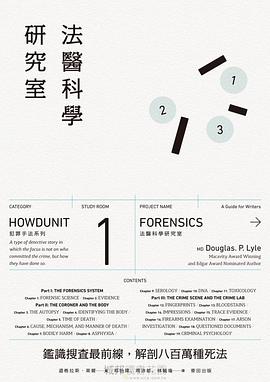 法醫科學
研究室
1
2
3
CATEGORY
STUDY ROOM
PROJECT NAME
A Guide for Writers
HOWDUNIT
犯罪手法系列
1
FORENSICS
法醫科學研究室
A type of detective story in
which the focus is not on who
committed the crime, but how
they have done so.
MD Douglas. P. Lyle
Macavity Award Winning
and Edgar Award Nominated Author
CONTENTS
Part I: THE FORENSICS SYSTEM
Chapter 1: FORENSIC SCIENCE · Chapter 2: EVIDENCE
Part II: THE CORONER AND THE BODY
Chapter 3: THE AUTOPSY · Chapter 4: IDENTIFYING THE BODY ·
Chapter 5: TIME OF DEATH ·
Chapter 6: CAUSE, MECHANISM, AND MANNER OF DEATH ·
Chapter 7: BODILY HARM · Chapter 8: ASPHYXIA ·
Chapter 9: SEROLOGY · Chapter 10: DNA · Chapter 11: TOXICOLOGY
Part III: THE CRIME SCENE AND THE CRIME LAB
Chapter 12: FINGERPRINTS · Chapter 13: BLOODSTAINS ·
Chapter 14: IMPRESSIONS · Chapter 15: TRACE EVIDENCE ·
Chapter 16: FIREARMS EXAMINATION · Chapter 17: ARSON
INVESTIGATION · Chapter 18: QUESTIONED DOCUMENTS
Chapter 19: CRIMINAL PSYCHOLOGY
鑑識搜查最前線，解剖八百萬種死法
道格拉斯・萊爾